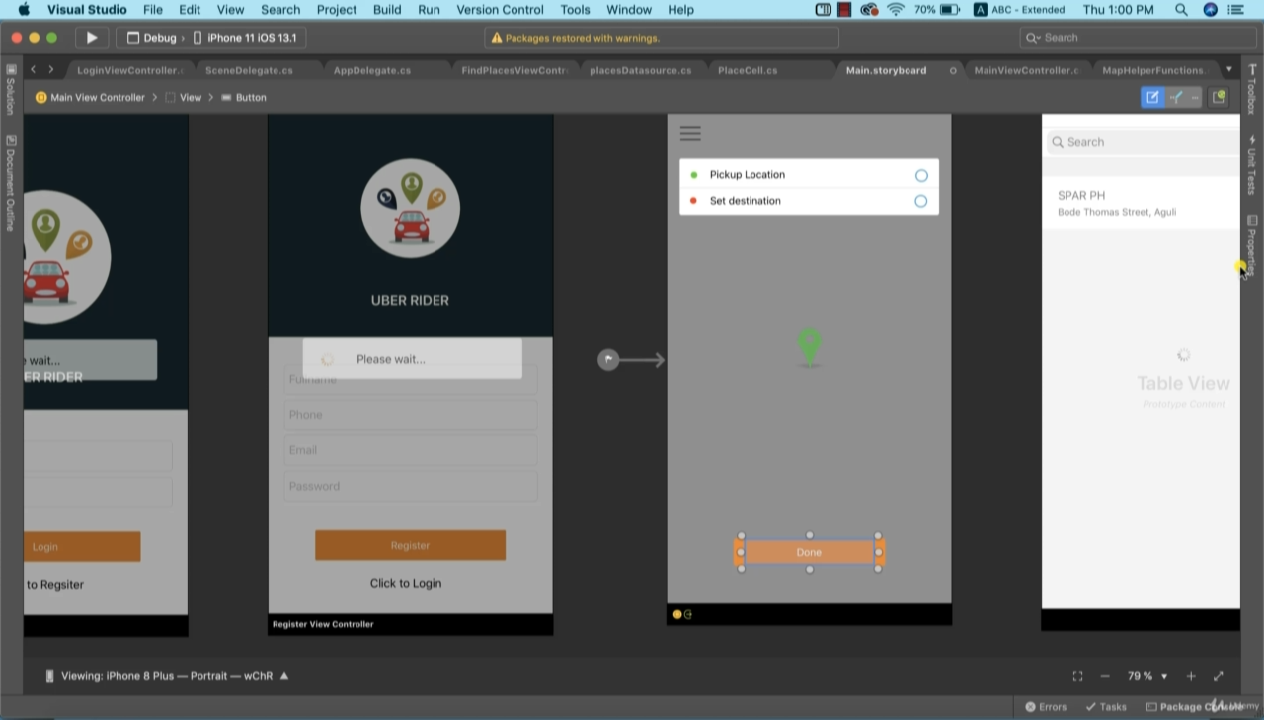 Visual Studio File Edit View Search Project Build Run Version Control Tools Window Help 70% A ABC - Extended Thu 1:00 PM
Debug › iPhone 11 iOS 13.1 Packages restored with warnings. Search
LoginViewController.c SceneDelegate.cs AppDelegate.cs FindPlacesViewContr placesDatasource.cs PlaceCell.cs Main.storyboard MainViewController.c MapHelperFunctions.
Main View Controller > View > Button
Solution
Document Outline
Toolbox
Unit Tests
Properties
wait...
ER RIDER
Login
to Regsiter
UBER RIDER
Please wait...
Fullname
Phone
Email
Password
Register
Click to Login
Register View Controller
Pickup Location
Set destination
Done
Search
SPAR PH
Bode Thomas Street, Aguli
Table View
Prototype Content
Viewing: iPhone 8 Plus — Portrait — wChR 79 %
Errors Tasks Package